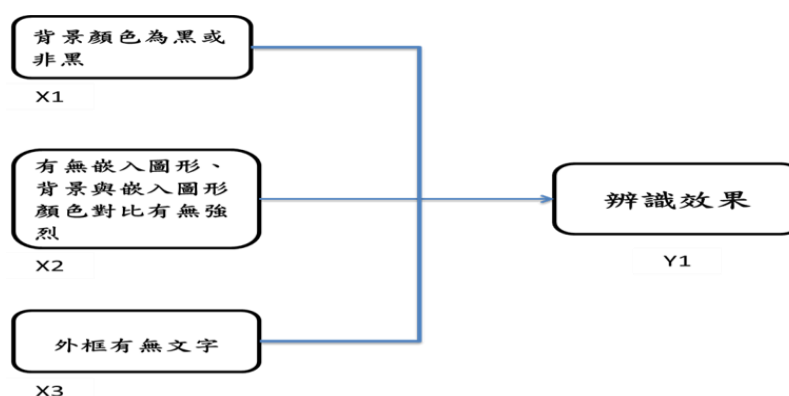 背景顏色為黑或
非黑
X1
有無嵌入圖形、
背景與嵌入圖形
顏色對比有無強
烈
X2
辨識效果
Y1
外框有無文字
X3